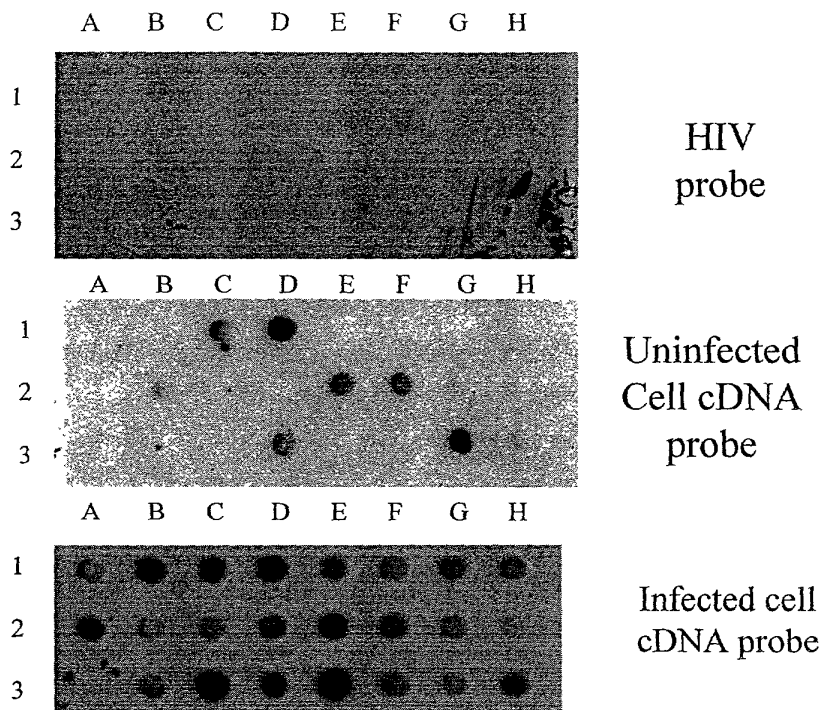 A B C D E F G H
1
2
3
HIV
probe
A B C D E F G H
1
2
3
Uninfected
Cell cDNA
probe
A B C D E F G H
1
2
3
Infected cell
cDNA probe